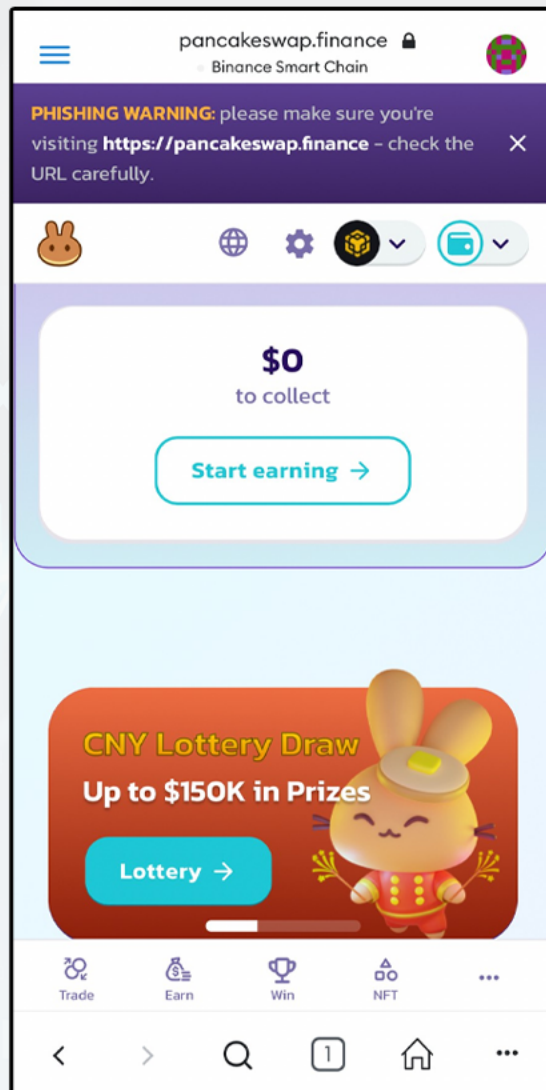 pancakeswap.finance
Binance Smart Chain
PHISHING WARNING: please make sure you're
visiting https://pancakeswap.finance - check the
URL carefully.
$0
to collect
Start earning →
CNY Lottery Draw
Up to $150K in Prizes
Lottery →
Trade Earn Win NFT
1